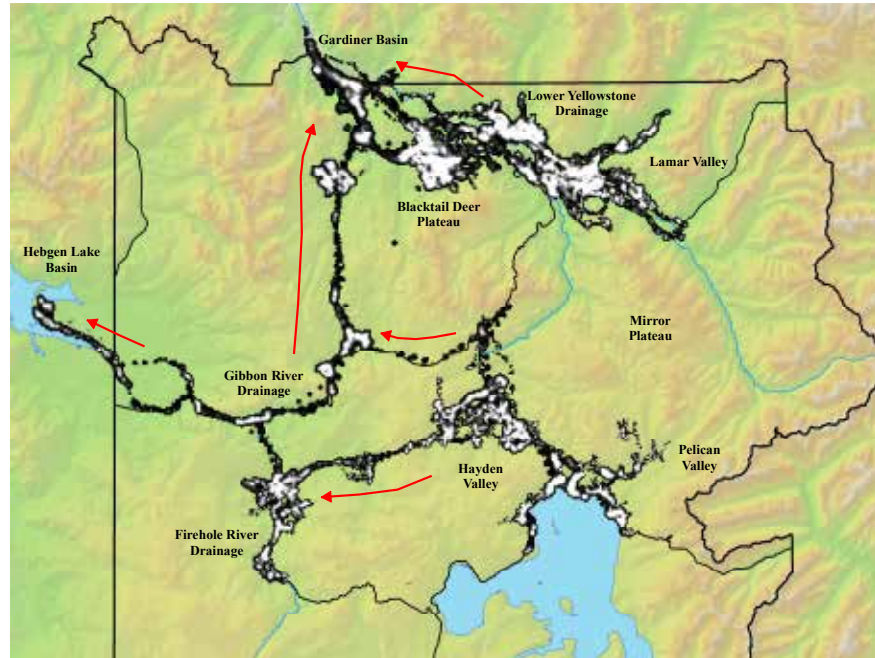 Gardiner Basin
Lower Yellowstone
Drainage
Lamar Valley
Blacktail Deer
Plateau
Hebgen Lake
Basin
Mirror
Plateau
Gibbon River
Drainage
Pelican
Valley
Hayden
Valley
Firehole River
Drainage